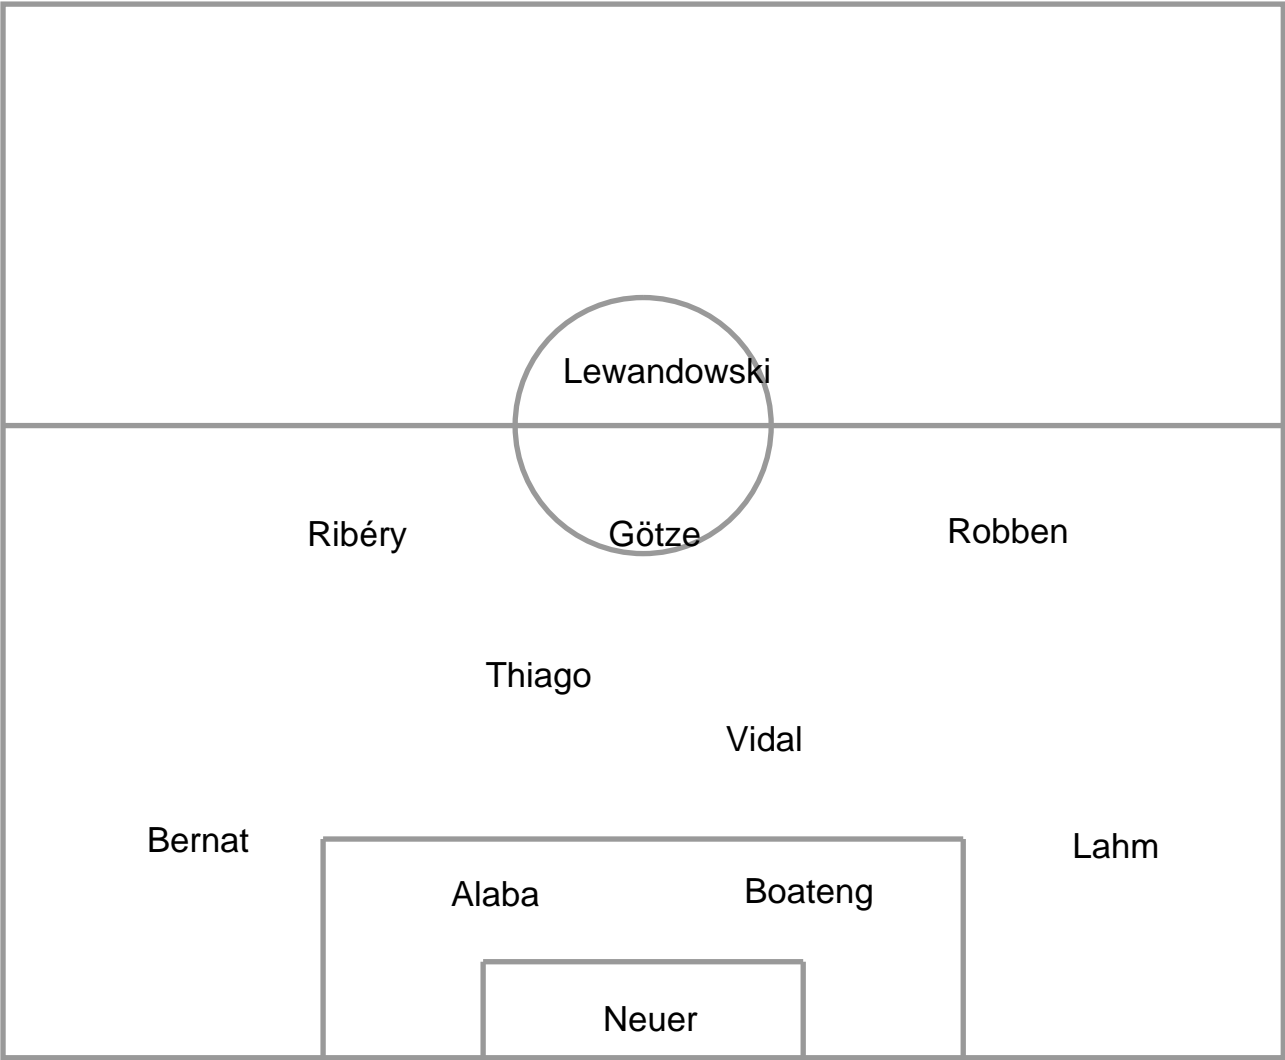 Lewandowski
Ribéry Götze Robben
Thiago
Vidal
Bernat Lahm
Alaba Boateng
Neuer